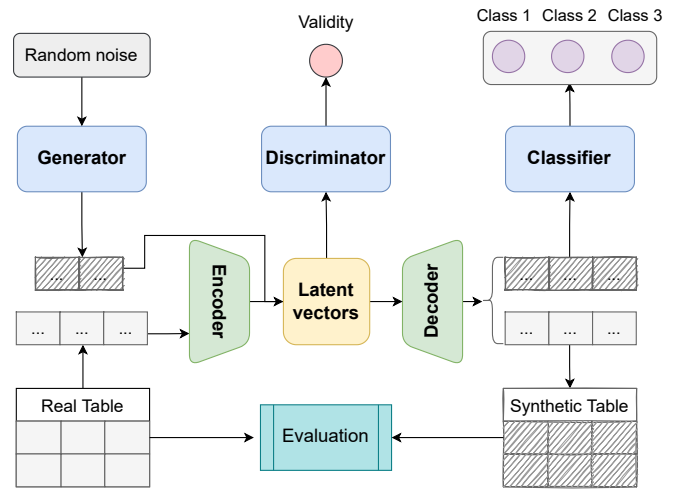 Class 1 Class 2 Class 3
Validity
Random noise
Generator
Discriminator
Classifier
... ...
Encoder
Latent
vectors
Decoder
... ... ...
... ... ...
... ... ...
Real Table
Evaluation
Synthetic Table